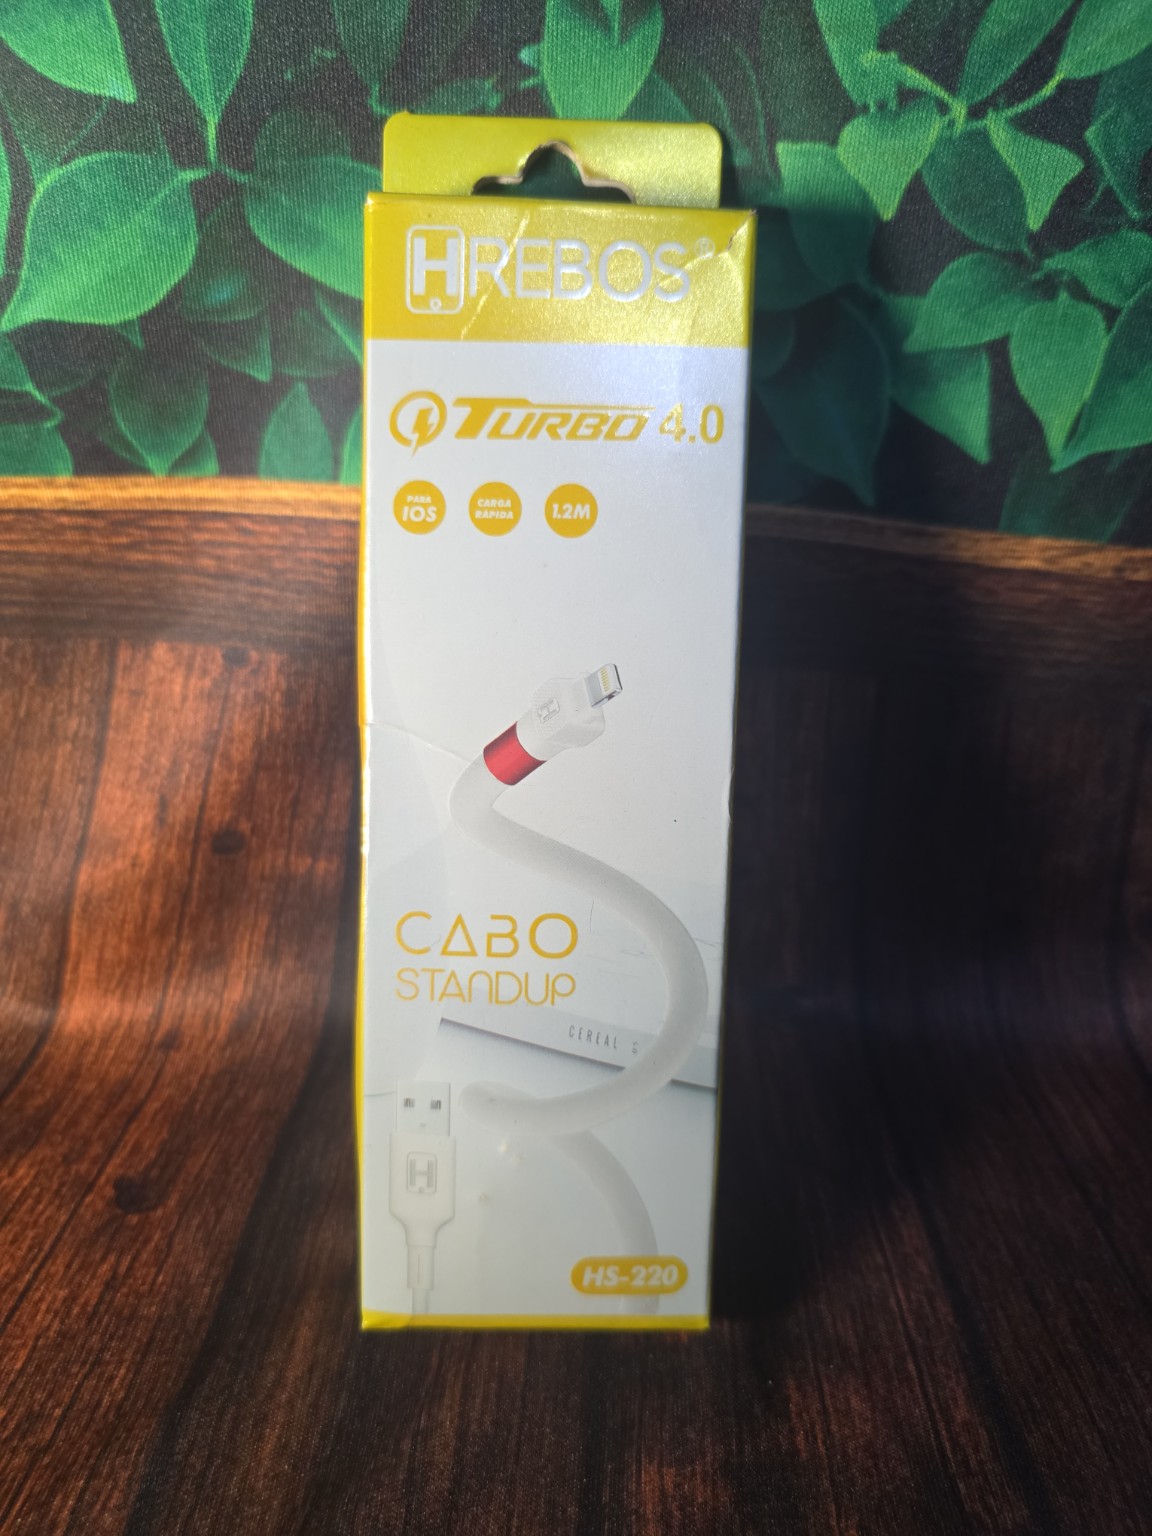 HREBOS®
TURBO 4.0
PARA
IOS
CARGA
RÁPIDA
1.2M
H
CABO
STANDUP
CEREAL
H
HS-220